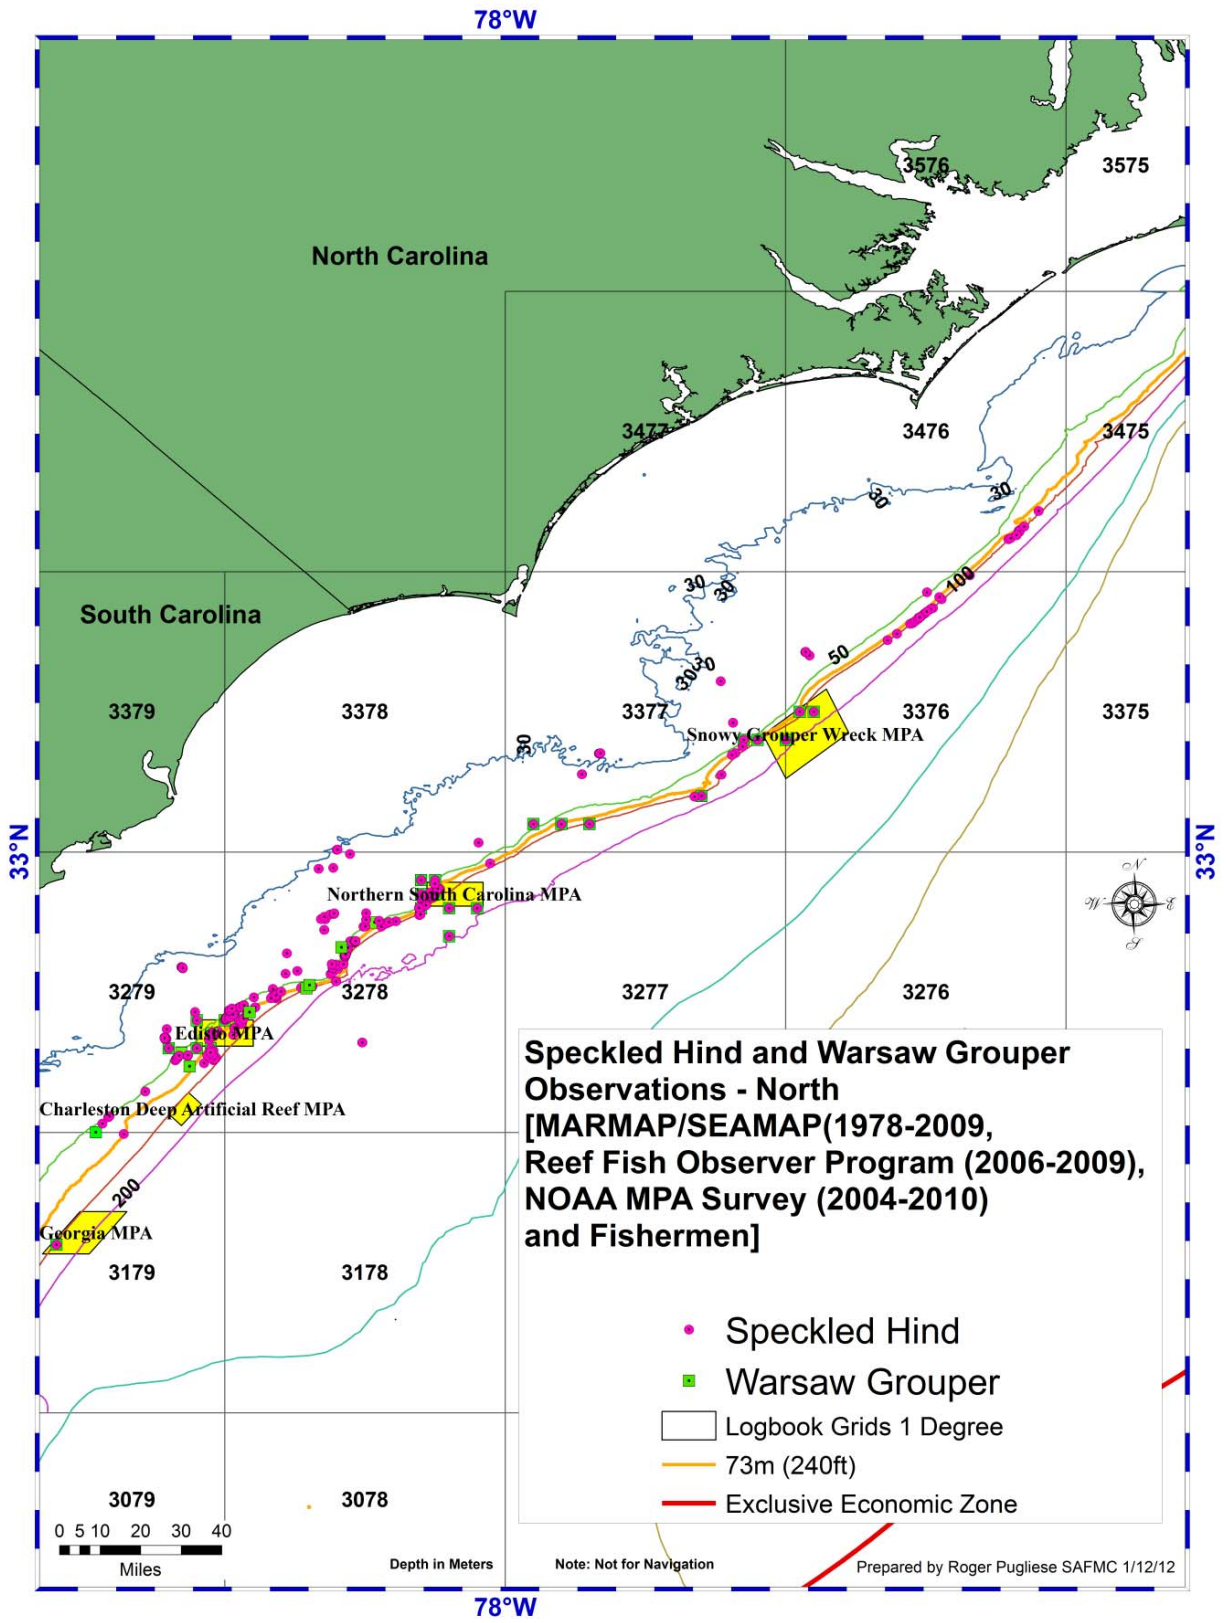 78°W
3576
3575
North Carolina
3477
3476
3475
30
30
100
30
30
South Carolina
50
30
30
3379
3378
3377
3376
3375
Snowy Grouper Wreck MPA
30
33°N
33°N
Northern South Carolina MPA
N
W
E
S
3279
3278
3277
3276
Edisto MPA
Charleston Deep Artificial Reef MPA
200
Georgia MPA
3179
3178
Speckled Hind and Warsaw Grouper
Observations - North
[MARMAP/SEAMAP(1978-2009,
Reef Fish Observer Program (2006-2009),
NOAA MPA Survey (2004-2010)
and Fishermen]
Speckled Hind
Warsaw Grouper
Logbook Grids 1 Degree
73m (240ft)
Exclusive Economic Zone
3079
3078
0 5 10 20 30 40
Miles
Depth in Meters
Note: Not for Navigation
Prepared by Roger Pugliese SAFMC 1/12/12
78°W